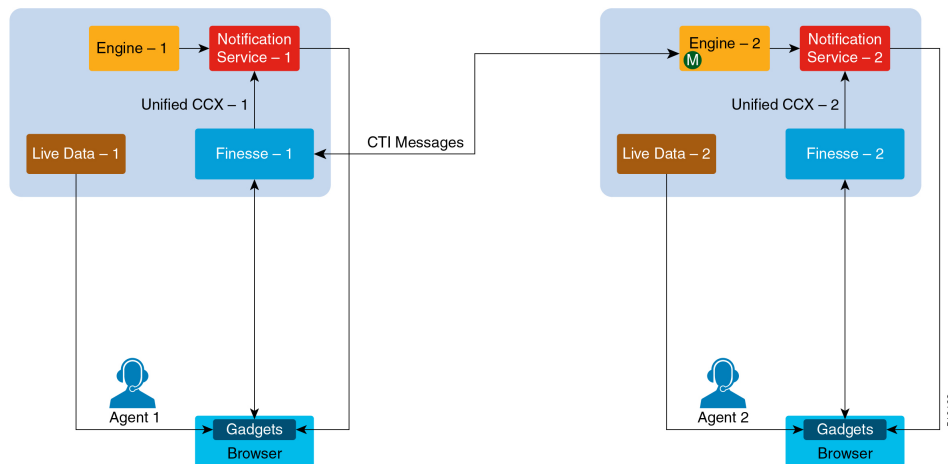 Engine – 1
Notification
Service – 1
Unified CCX – 1
Live Data – 1
Finesse – 1
CTI Messages
Engine – 2
M
Notification
Service – 2
Unified CCX – 2
Live Data – 2
Finesse – 2
Agent 1
Gadgets
Browser
Agent 2
Gadgets
Browser